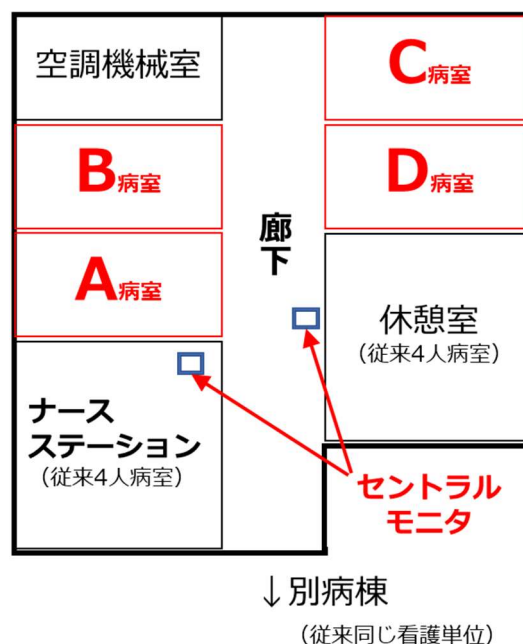 空調機械室
C病室
B病室
D病室
A病室
廊下
休憩室
（従来4人病室）
ナース
ステーション
（従来4人病室）
セントラル
モニタ
↓別病棟
（従来同じ看護単位）